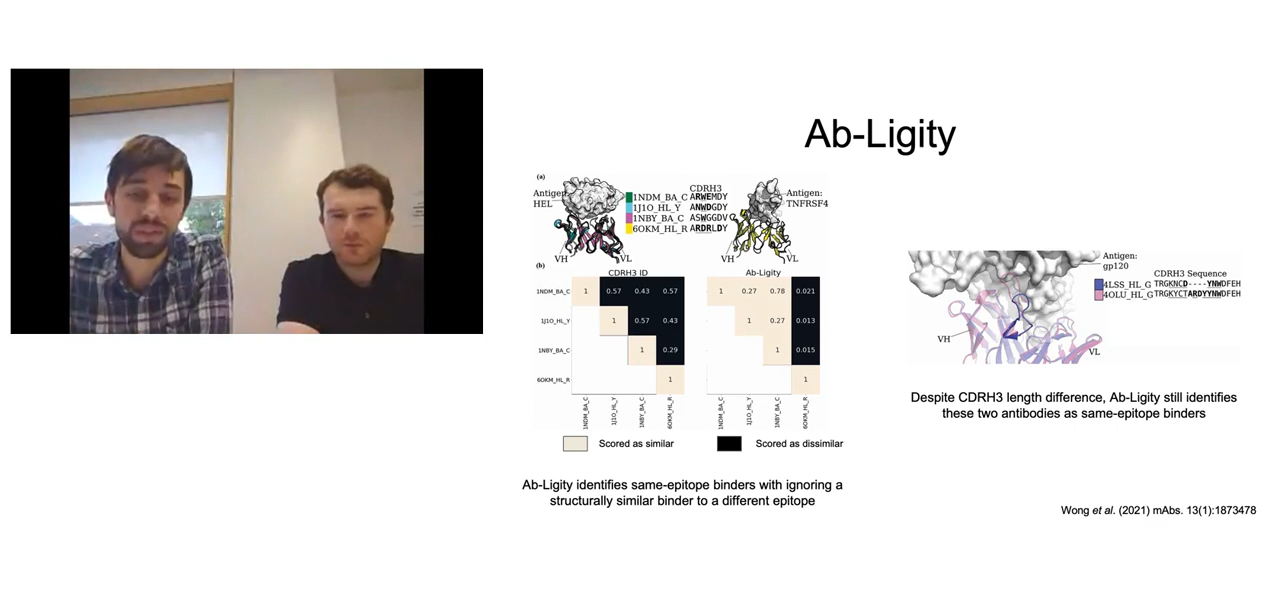 Ab-Ligity
(a)
Antigen:
HEL
CDRH3
1NDM_BA_C ARWEMDY
1J1O_HL_Y ANWDGDY
1NBY_BA_C ASWGGDV
6OKM_HL_R ARDRLDY
Antigen:
TNFRSF4
VH
VL
VH
VL
(b)
CDRH3 ID
Ab-Ligity
1NDM_BA_C 1 0.57 0.43 0.57
1 0.27 0.78 0.021
1J1O_HL_Y 1 0.57 0.43
1 0.27 0.013
1NBY_BA_C 1 0.29
1 0.015
6OKM_HL_R 1
1
1NDM_BA_C 1J1O_HL_Y 1NBY_BA_C 6OKM_HL_R
1NDM_BA_C 1J1O_HL_Y 1NBY_BA_C 6OKM_HL_R
Scored as similar
Scored as dissimilar
Ab-Ligity identifies same-epitope binders with ignoring a
structurally similar binder to a different epitope
Antigen:
gp120
CDRH3 Sequence
4LSS_HL_G TRGKNCD----YNWDFEH
4OLU_HL_G TRGKYCTARDYYNWDFEH
VH
VL
Despite CDRH3 length difference, Ab-Ligity still identifies
these two antibodies as same-epitope binders
Wong et al. (2021) mAbs. 13(1):1873478